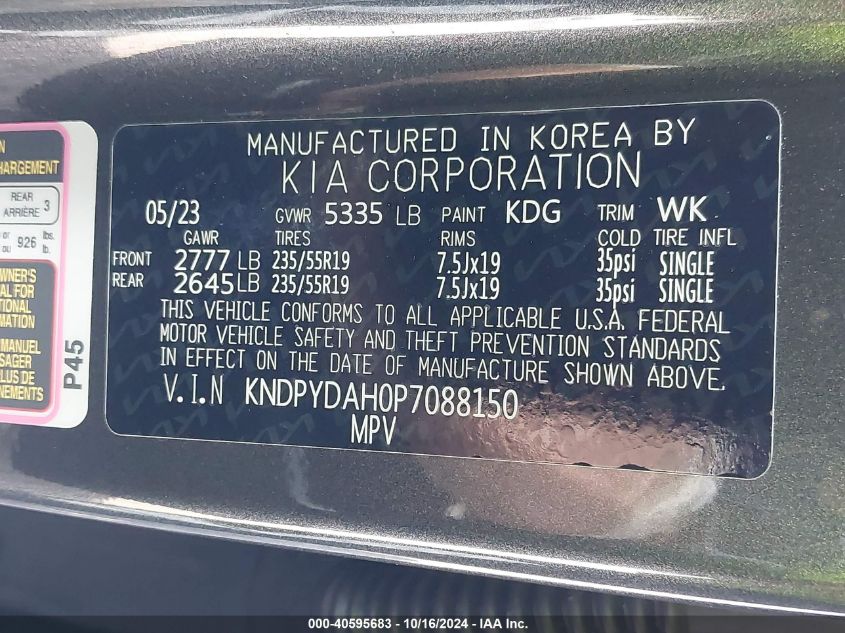 MANUFACTURED IN KOREA BY
KIA CORPORATION
05/23 GVWR 5335 LB PAINT KDG TRIM WK
GAWR TIRES RIMS COLD TIRE INFL
FRONT 2777 LB 235/55R19 7.5Jx19 35psi SINGLE
REAR 2645 LB 235/55R19 7.5Jx19 35psi SINGLE
THIS VEHICLE CONFORMS TO ALL APPLICABLE U.S.A. FEDERAL
MOTOR VEHICLE SAFETY AND THEFT PREVENTION STANDARDS
IN EFFECT ON THE DATE OF MANUFACTURE SHOWN ABOVE.
V.I.N KNDPYDAH0P7088150
MPV
REAR
ARRIÈRE 3
or
ou 926 lbs.
lb.
P45
000-40595683 - 10/16/2024 - IAA Inc.